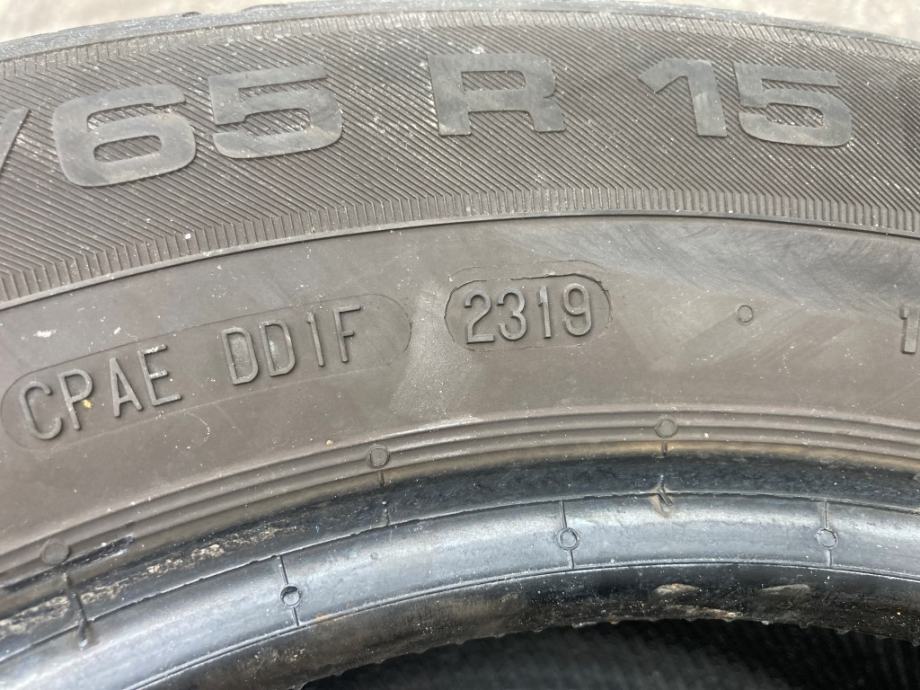 /65 R 15
CPAE DD1F 2319